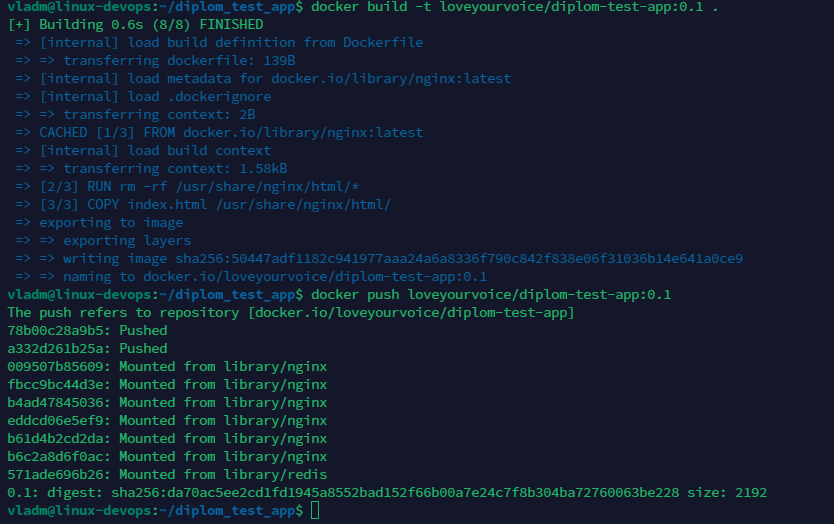 vladm@linux-devops:~/diplom_test_app$ docker build -t loveyourvoice/diplom-test-app:0.1 .
[+] Building 0.6s (8/8) FINISHED
=> [internal] load build definition from Dockerfile
=> => transferring dockerfile: 139B
=> [internal] load metadata for docker.io/library/nginx:latest
=> [internal] load .dockerignore
=> => transferring context: 2B
=> CACHED [1/3] FROM docker.io/library/nginx:latest
=> [internal] load build context
=> => transferring context: 1.58kB
=> [2/3] RUN rm -rf /usr/share/nginx/html/*
=> [3/3] COPY index.html /usr/share/nginx/html/
=> exporting to image
=> => exporting layers
=> => writing image sha256:50447adf1182c941977aaa24a6a8336f790c842f838e06f31036b14e641a0ce9
=> => naming to docker.io/loveyourvoice/diplom-test-app:0.1
vladm@linux-devops:~/diplom_test_app$ docker push loveyourvoice/diplom-test-app:0.1
The push refers to repository [docker.io/loveyourvoice/diplom-test-app]
78b00c28a9b5: Pushed
a332d261b25a: Pushed
009507b85609: Mounted from library/nginx
fbcc9bc44d3e: Mounted from library/nginx
b4ad47845036: Mounted from library/nginx
eddcd06e5ef9: Mounted from library/nginx
b61d4b2cd2da: Mounted from library/nginx
b6c2a8d6f0ac: Mounted from library/nginx
571ade696b26: Mounted from library/redis
0.1: digest: sha256:da70ac5ee2cd1fd1945a8552bad152f66b00a7e24c7f8b304ba72760063be228 size: 2192
vladm@linux-devops:~/diplom_test_app$